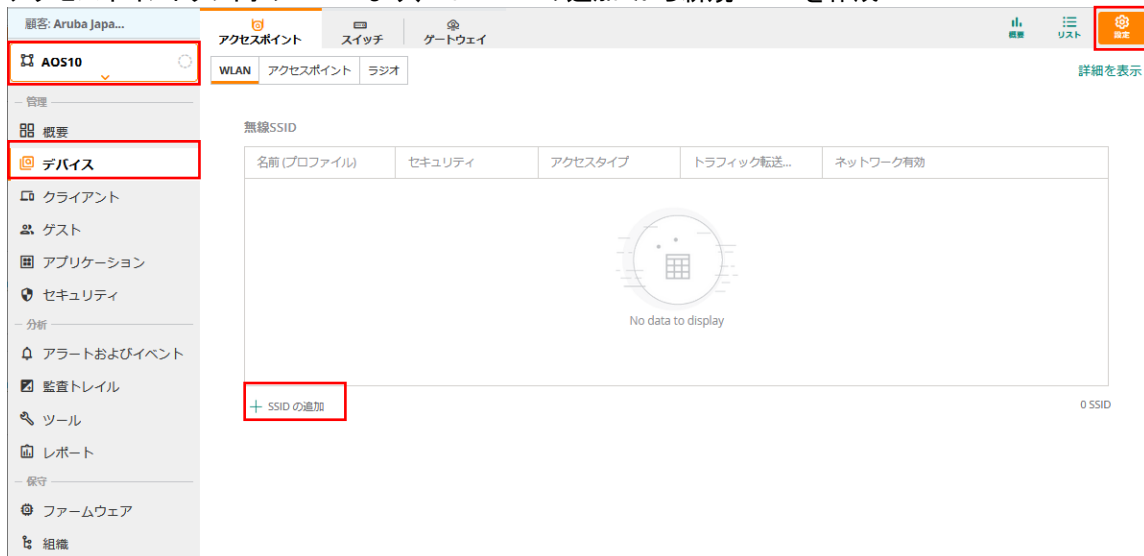 顧客: Aruba Japa...
AOS10
管理
概要
デバイス
クライアント
ゲスト
アプリケーション
セキュリティ
分析
アラートおよびイベント
監査トレイル
ツール
レポート
保守
ファームウェア
組織
アクセスポイント スイッチ ゲートウェイ
概要 リスト 設定
WLAN アクセスポイント ラジオ
詳細を表示
無線SSID
名前 (プロファイル) セキュリティ アクセスタイプ トラフィック転送... ネットワーク有効
No data to display
+ SSID の追加
0 SSID